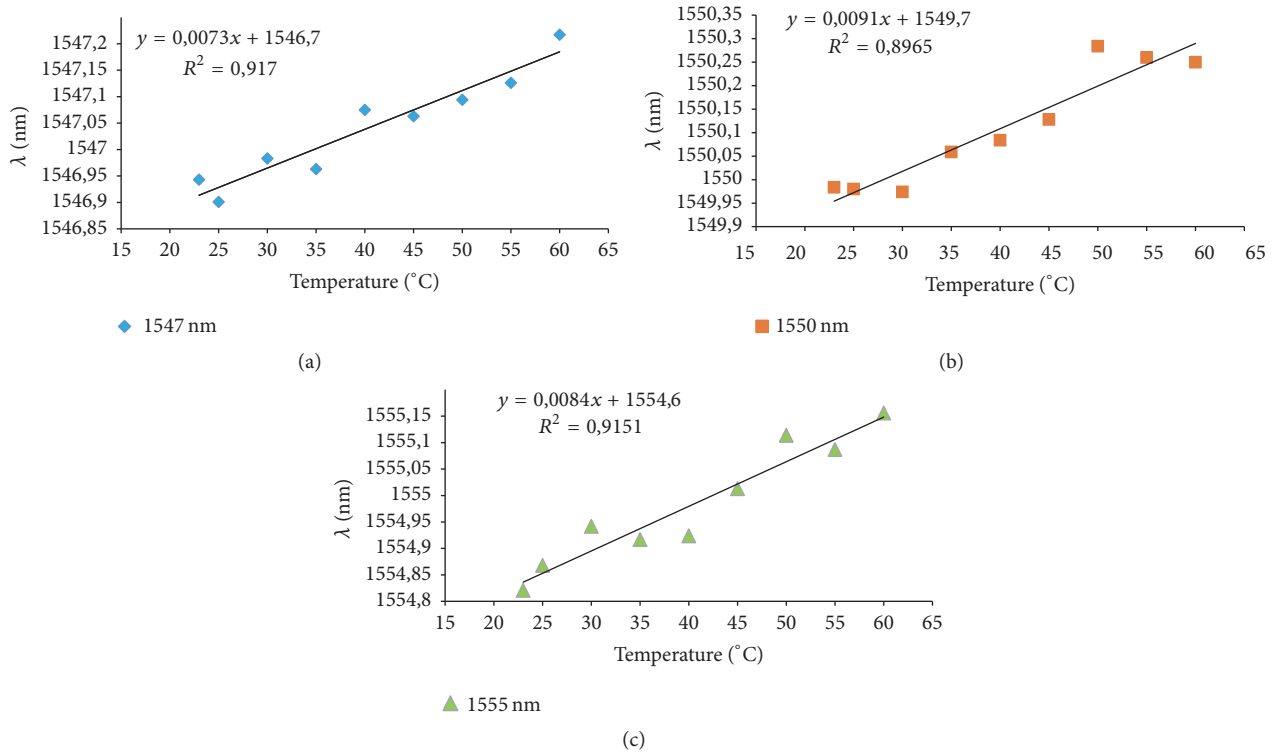 y = 0,0073x + 1546,7
R² = 0,917
1547,2
1547,15
1547,1
1547,05
1547
1546,95
1546,9
1546,85
λ (nm)
15 20 25 30 35 40 45 50 55 60 65
Temperature (°C)
1547 nm
(a)
y = 0,0091x + 1549,7
R² = 0,8965
1550,35
1550,3
1550,25
1550,2
1550,15
1550,1
1550,05
1550
1549,95
1549,9
λ (nm)
15 20 25 30 35 40 45 50 55 60 65
Temperature (°C)
1550 nm
(b)
y = 0,0084x + 1554,6
R² = 0,9151
1555,15
1555,1
1555,05
1555
1554,95
1554,9
1554,85
1554,8
λ (nm)
15 20 25 30 35 40 45 50 55 60 65
Temperature (°C)
1555 nm
(c)